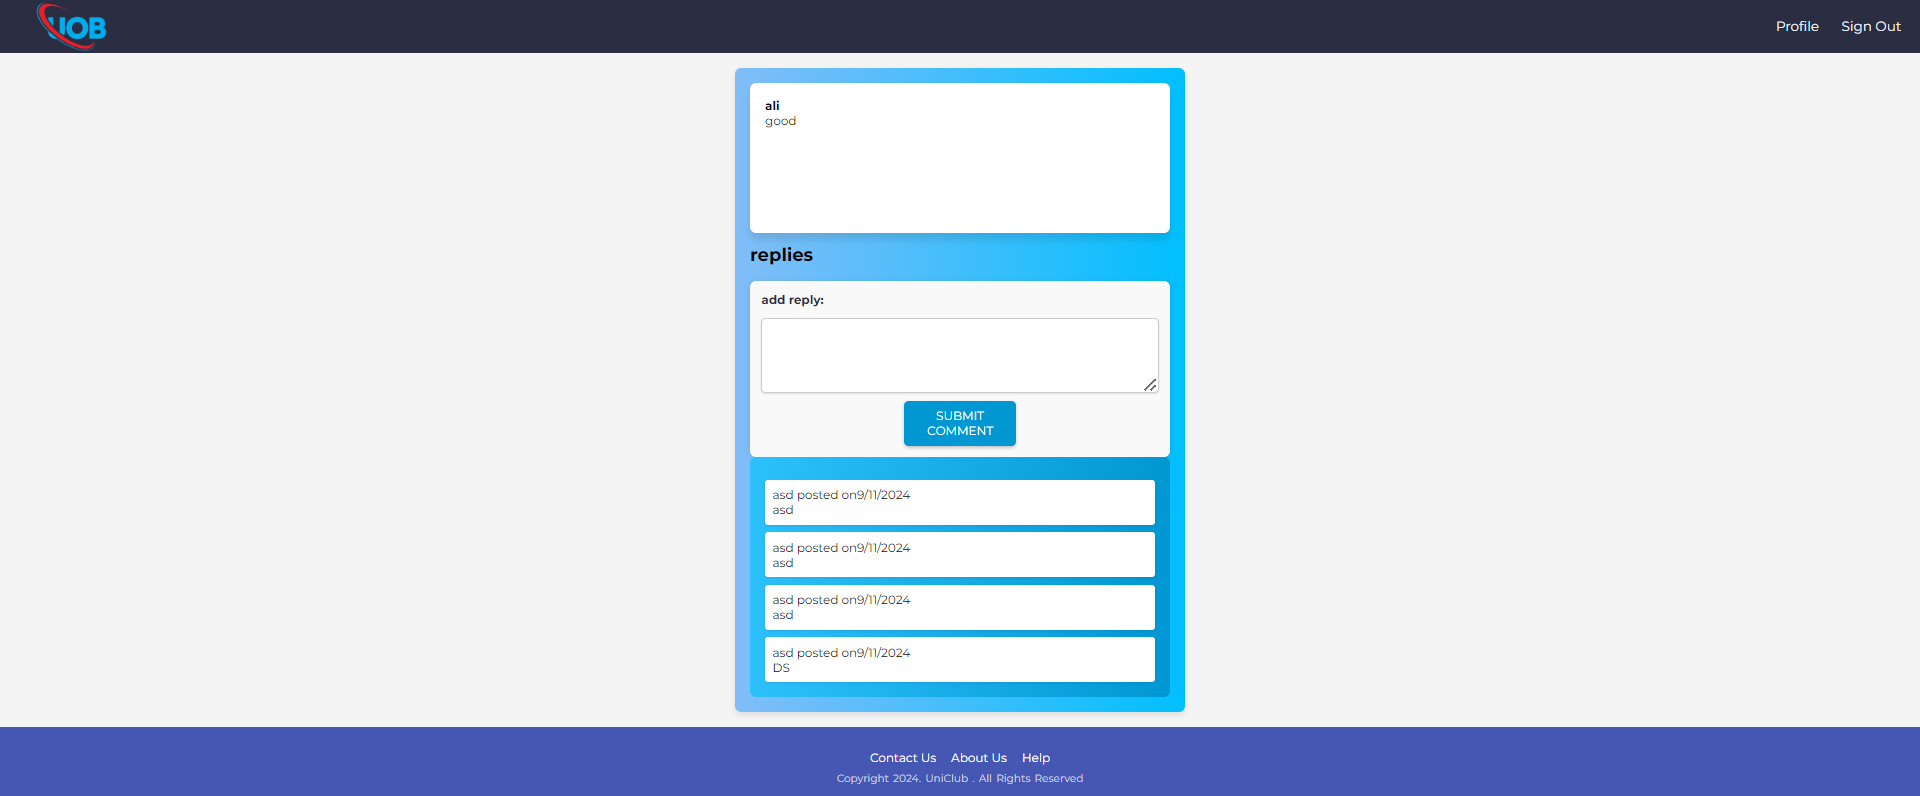 UOB
Profile
Sign Out
ali
good
replies
add reply:
SUBMIT
COMMENT
asd posted on9/11/2024
asd
asd posted on9/11/2024
asd
asd posted on9/11/2024
asd
asd posted on9/11/2024
DS
Contact Us
About Us
Help
Copyright 2024. UniClub . All Rights Reserved